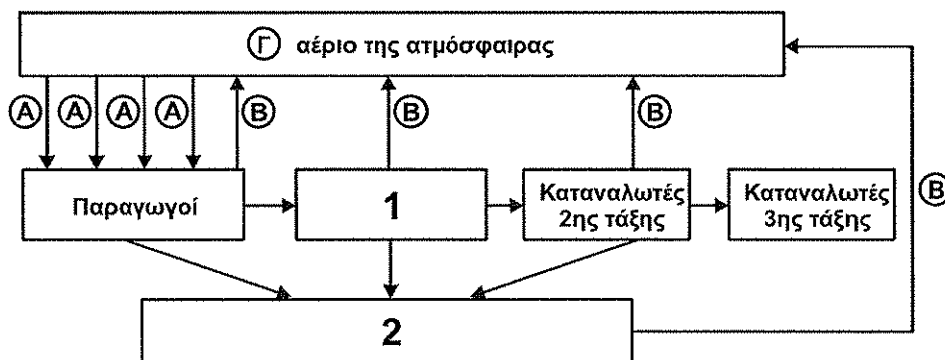 Γ αέριο της ατμόσφαιρας
Α Α Α Α Β Β Β
Παραγωγοί
1
Καταναλωτές
2ης τάξης
Καταναλωτές
3ης τάξης
Β
2